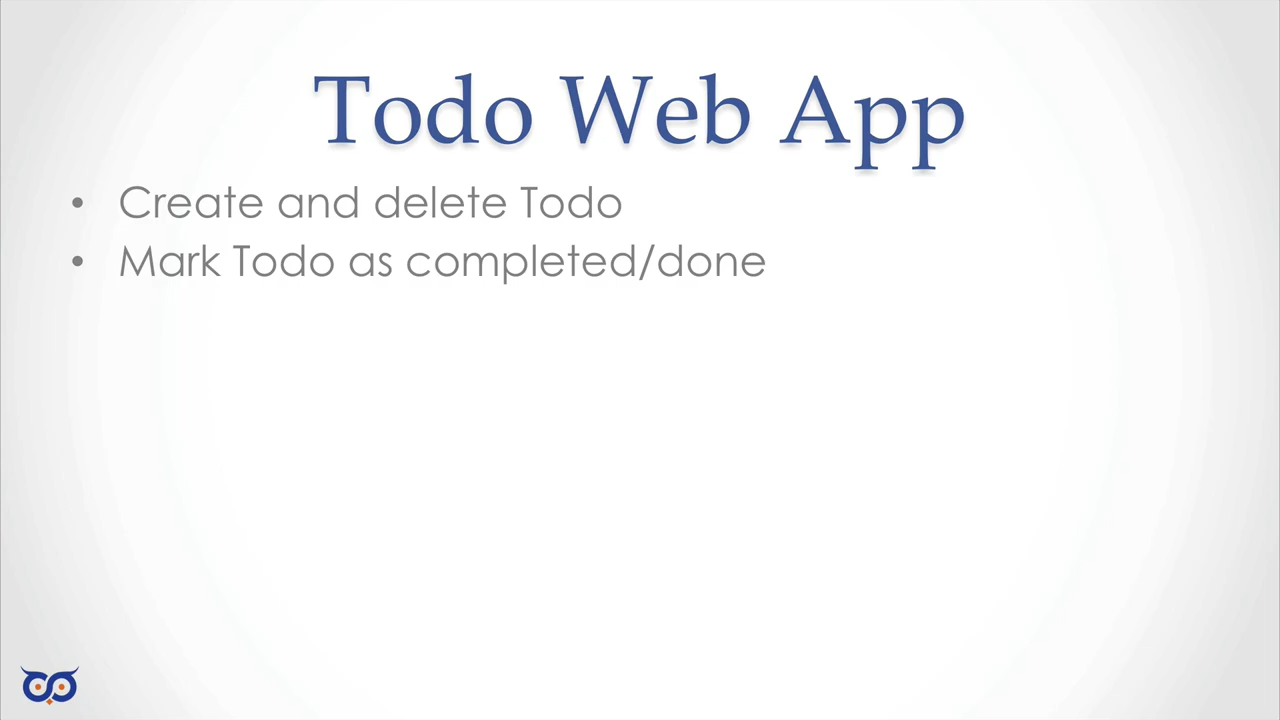 Todo Web App
• Create and delete Todo
• Mark Todo as completed/done